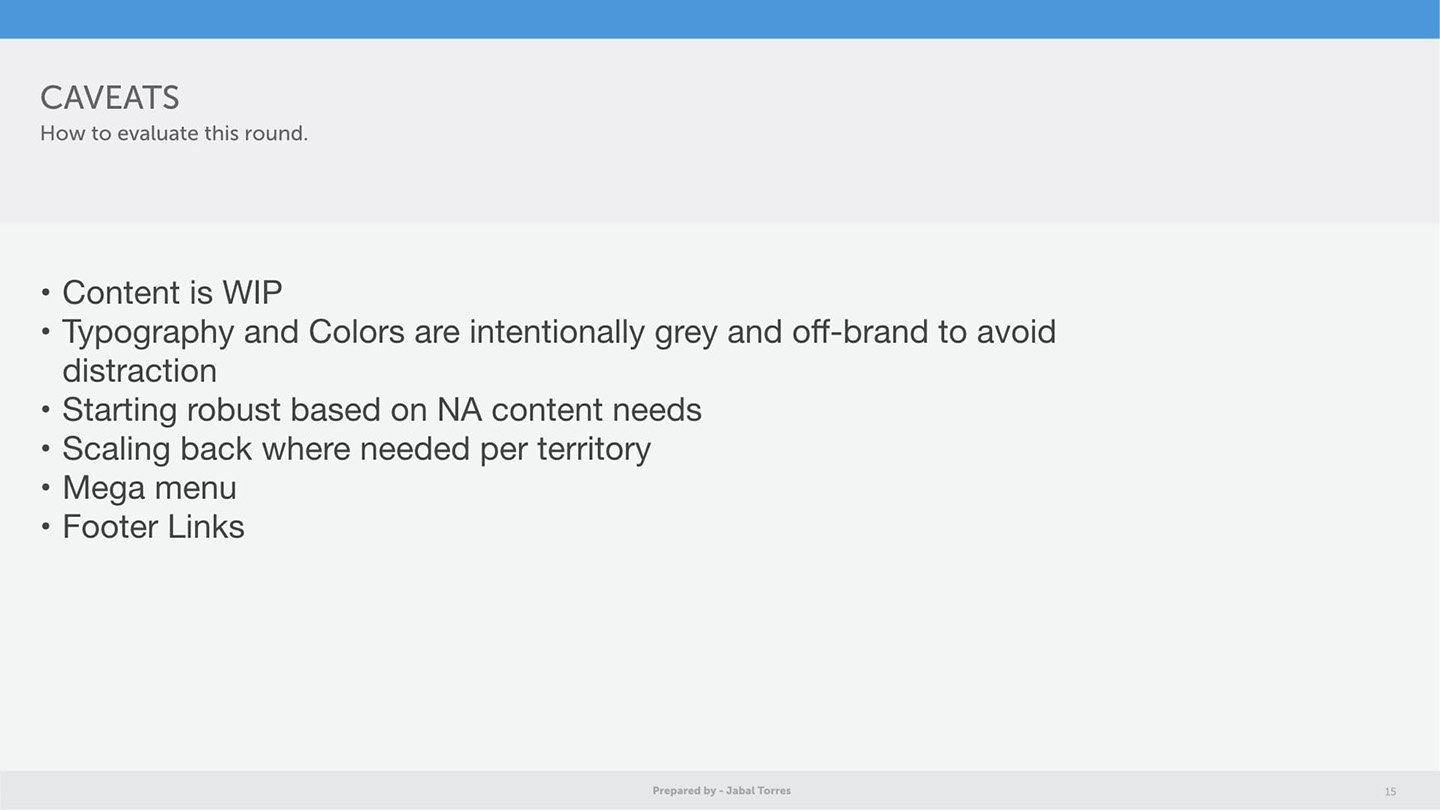 CAVEATS
How to evaluate this round.
• Content is WIP
• Typography and Colors are intentionally grey and off-brand to avoid
distraction
• Starting robust based on NA content needs
• Scaling back where needed per territory
• Mega menu
• Footer Links
Prepared by - Jabal Torres
15